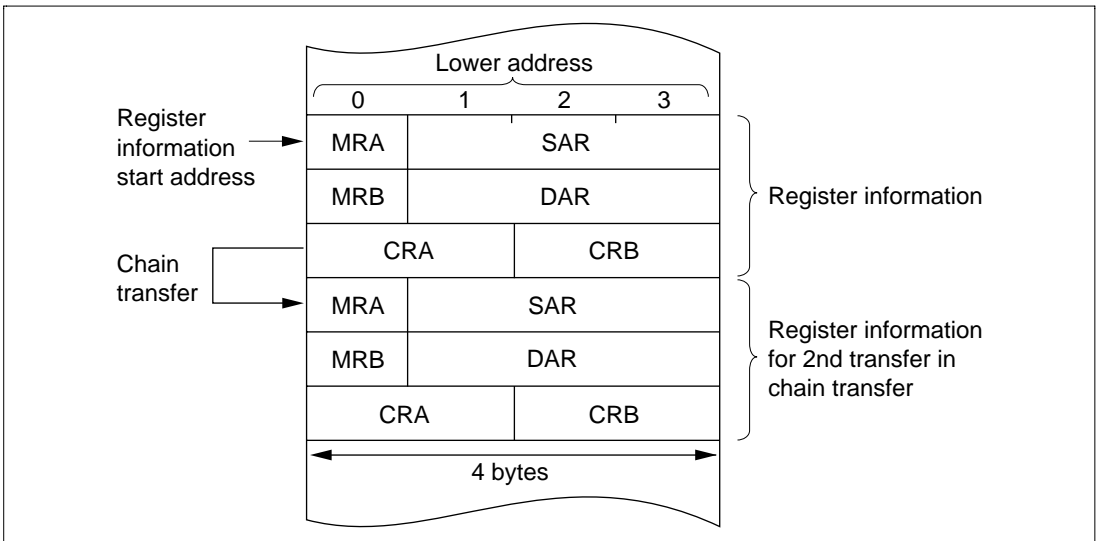 Lower address
0 1 2 3
Register
information
start address
MRA SAR
MRB DAR
Register information
CRA CRB
Chain
transfer
MRA SAR
MRB DAR
Register information
for 2nd transfer in
chain transfer
CRA CRB
4 bytes